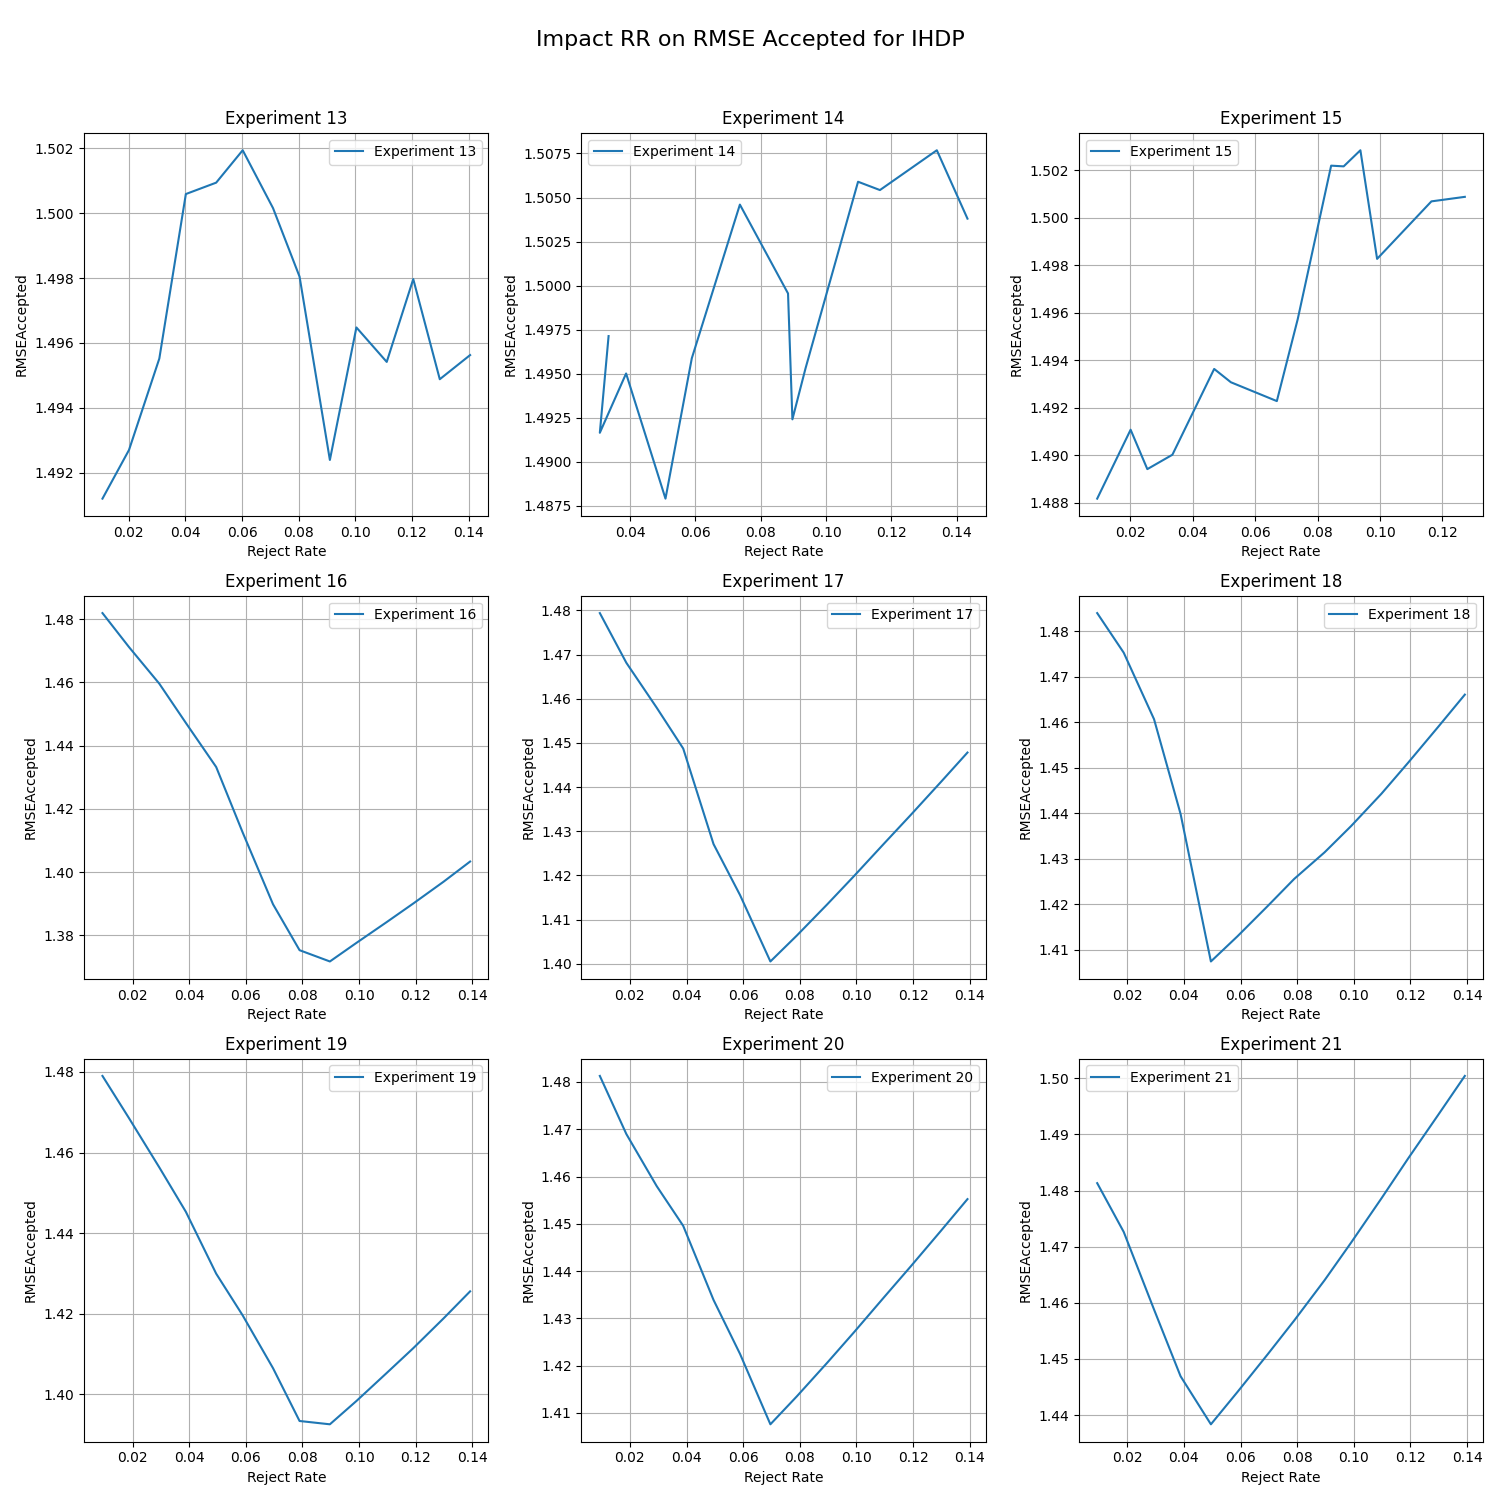 Impact RR on RMSE Accepted for IHDP
Experiment 13
Experiment 13
1.502
1.500
1.498
1.496
1.494
1.492
RMSEAccepted
0.02 0.04 0.06 0.08 0.10 0.12 0.14
Reject Rate
Experiment 14
Experiment 14
1.5075
1.5050
1.5025
1.5000
1.4975
1.4950
1.4925
1.4900
1.4875
RMSEAccepted
0.04 0.06 0.08 0.10 0.12 0.14
Reject Rate
Experiment 15
Experiment 15
1.502
1.500
1.498
1.496
1.494
1.492
1.490
1.488
RMSEAccepted
0.02 0.04 0.06 0.08 0.10 0.12
Reject Rate
Experiment 16
Experiment 16
1.48
1.46
1.44
1.42
1.40
1.38
RMSEAccepted
0.02 0.04 0.06 0.08 0.10 0.12 0.14
Reject Rate
Experiment 17
Experiment 17
1.48
1.47
1.46
1.45
1.44
1.43
1.42
1.41
1.40
RMSEAccepted
0.02 0.04 0.06 0.08 0.10 0.12 0.14
Reject Rate
Experiment 18
Experiment 18
1.48
1.47
1.46
1.45
1.44
1.43
1.42
1.41
RMSEAccepted
0.02 0.04 0.06 0.08 0.10 0.12 0.14
Reject Rate
Experiment 19
Experiment 19
1.48
1.46
1.44
1.42
1.40
RMSEAccepted
0.02 0.04 0.06 0.08 0.10 0.12 0.14
Reject Rate
Experiment 20
Experiment 20
1.48
1.47
1.46
1.45
1.44
1.43
1.42
1.41
RMSEAccepted
0.02 0.04 0.06 0.08 0.10 0.12 0.14
Reject Rate
Experiment 21
Experiment 21
1.50
1.49
1.48
1.47
1.46
1.45
1.44
RMSEAccepted
0.02 0.04 0.06 0.08 0.10 0.12 0.14
Reject Rate